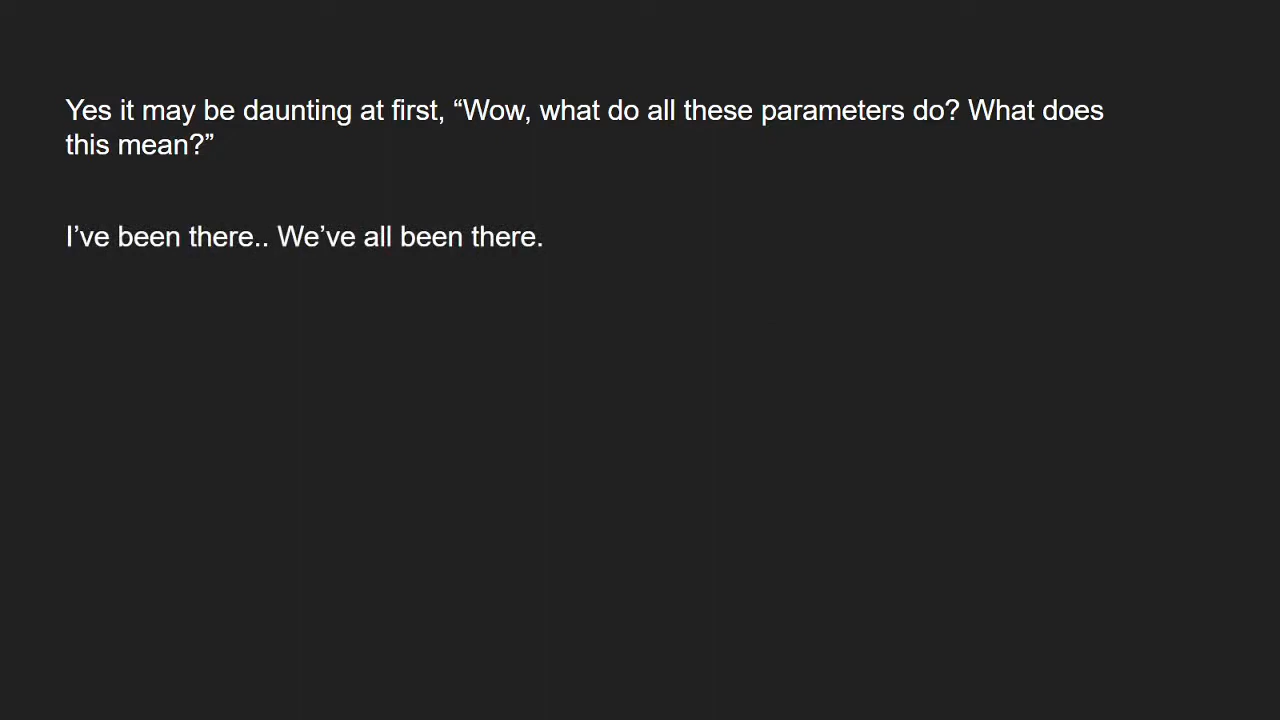 Yes it may be daunting at first, “Wow, what do all these parameters do? What does
this mean?”
I’ve been there.. We’ve all been there.